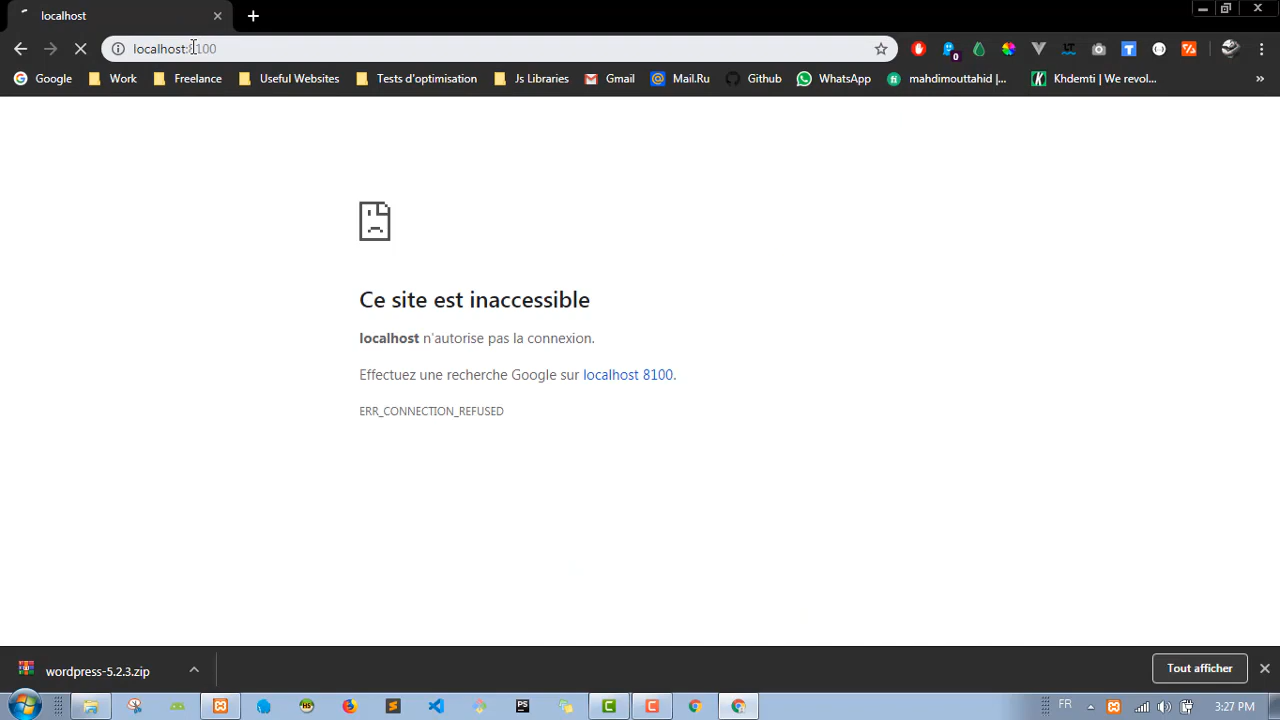 localhost
localhost:8100
Google Work Freelance Useful Websites Tests d'optimisation Js Libraries Gmail Mail.Ru Github WhatsApp mahdimouttahid |... Khdemti | We revol... »
Ce site est inaccessible
localhost n'autorise pas la connexion.
Effectuez une recherche Google sur localhost 8100.
ERR_CONNECTION_REFUSED
wordpress-5.2.3.zip
Tout afficher
FR 3:27 PM